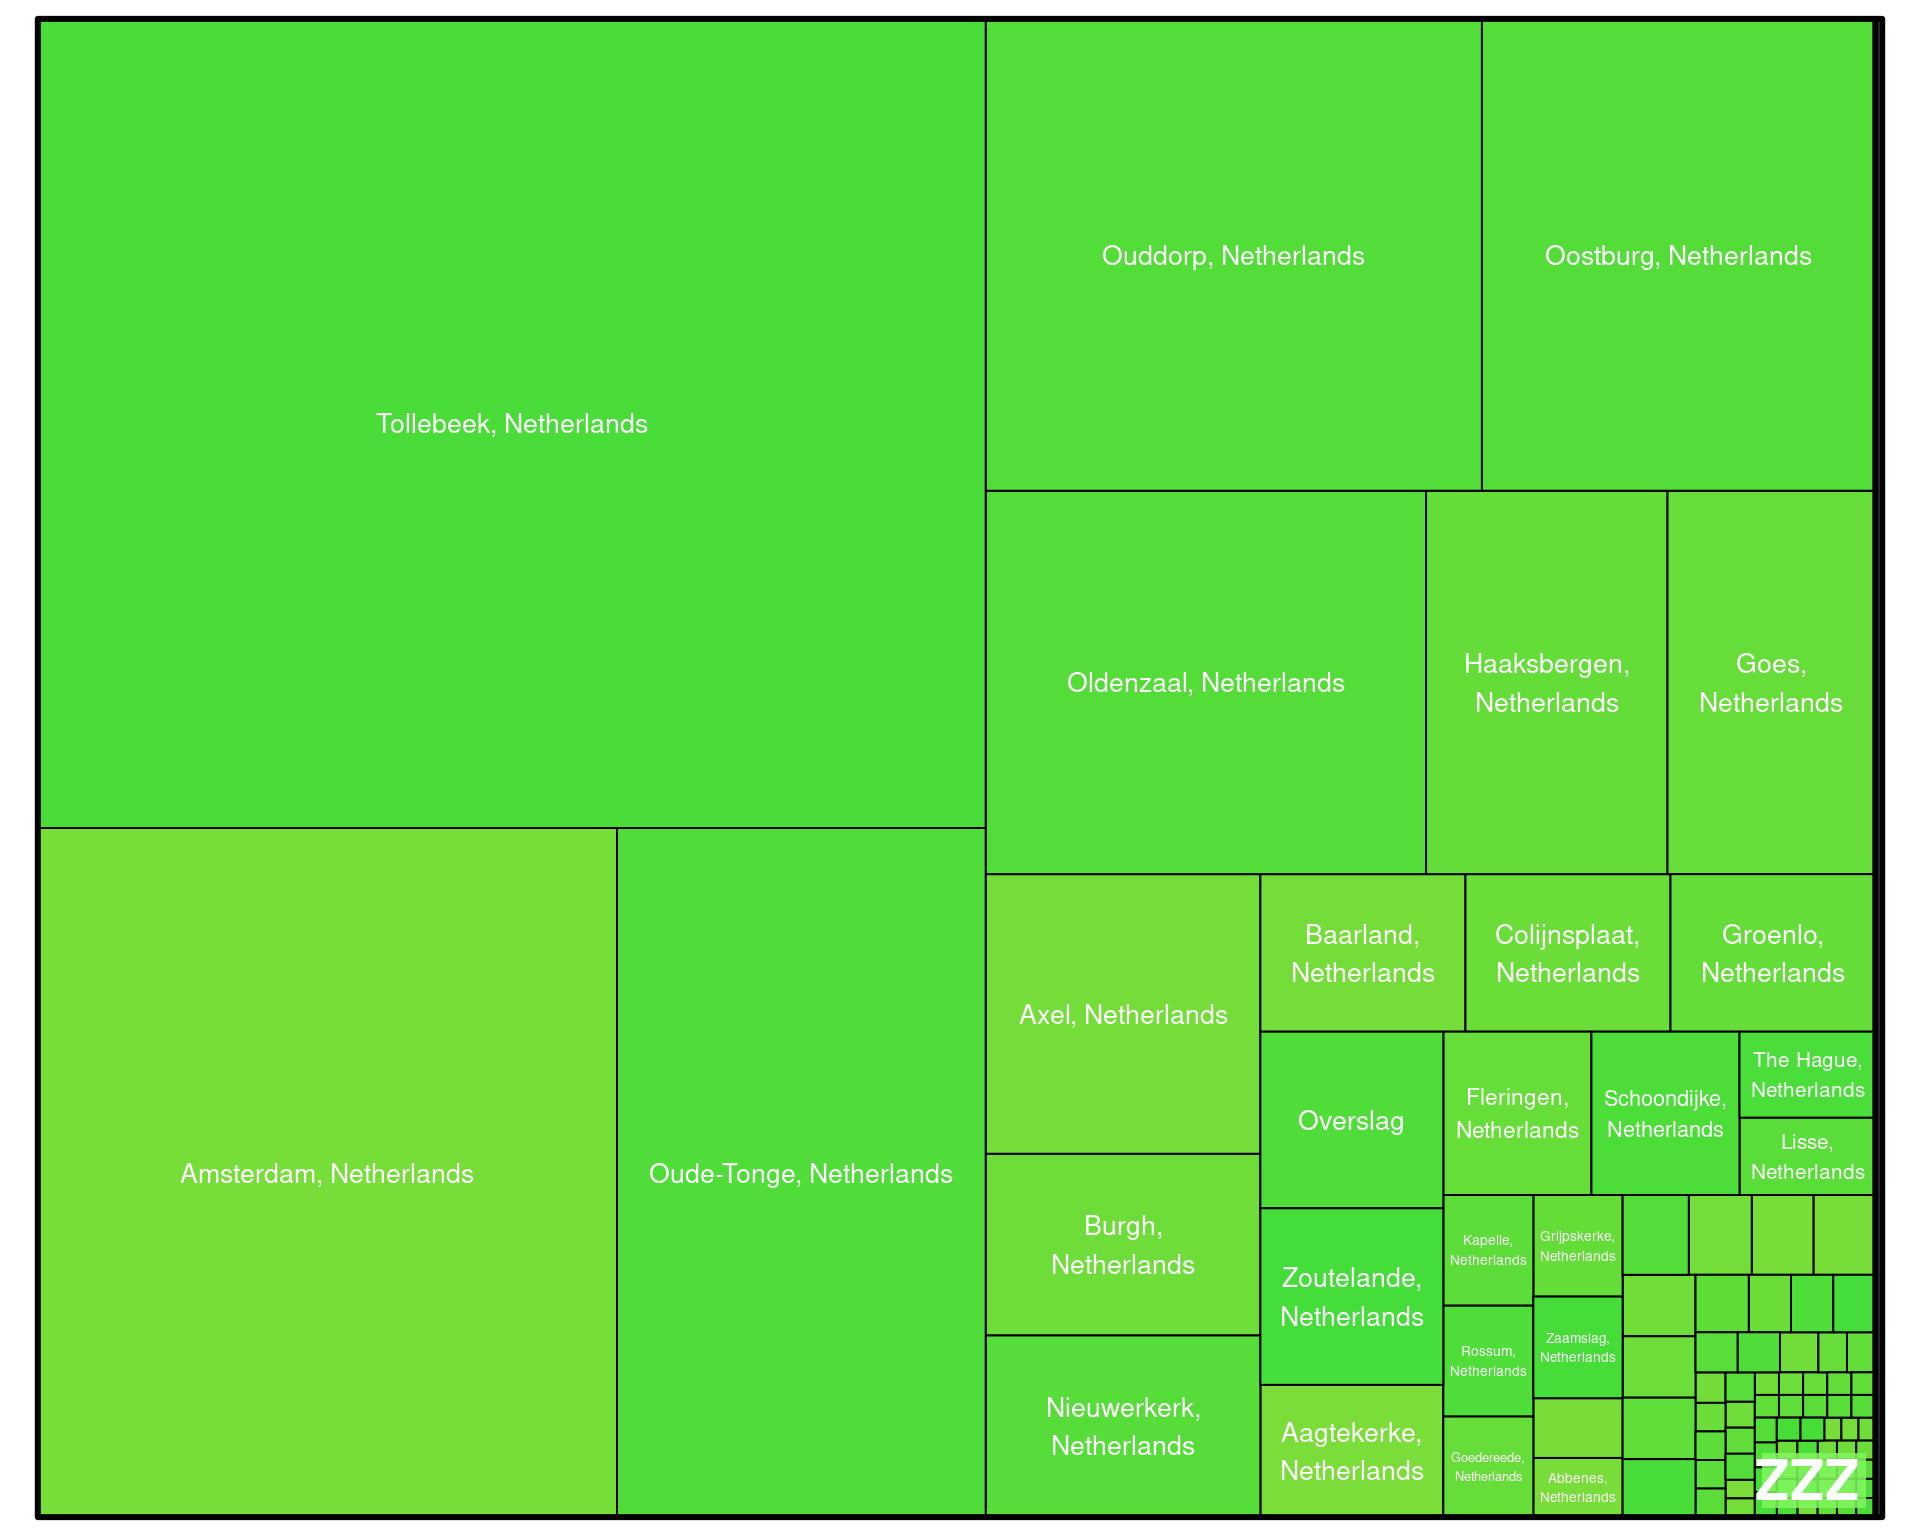 Tollebeek, Netherlands
Ouddorp, Netherlands
Oostburg, Netherlands
Oldenzaal, Netherlands
Haaksbergen,
Netherlands
Goes,
Netherlands
Amsterdam, Netherlands
Oude-Tonge, Netherlands
Axel, Netherlands
Baarland,
Netherlands
Colijnsplaat,
Netherlands
Groenlo,
Netherlands
Burgh,
Netherlands
Nieuwerkerk,
Netherlands
Overslag
Zoutelande,
Netherlands
Aagtekerke,
Netherlands
Fleringen,
Netherlands
Schoondijke,
Netherlands
The Hague,
Netherlands
Lisse,
Netherlands
Kapelle,
Netherlands
Grijpskerke,
Netherlands
Rossum,
Netherlands
Zaamslag,
Netherlands
Goedereede,
Netherlands
Abbenes,
Netherlands
ZZZ